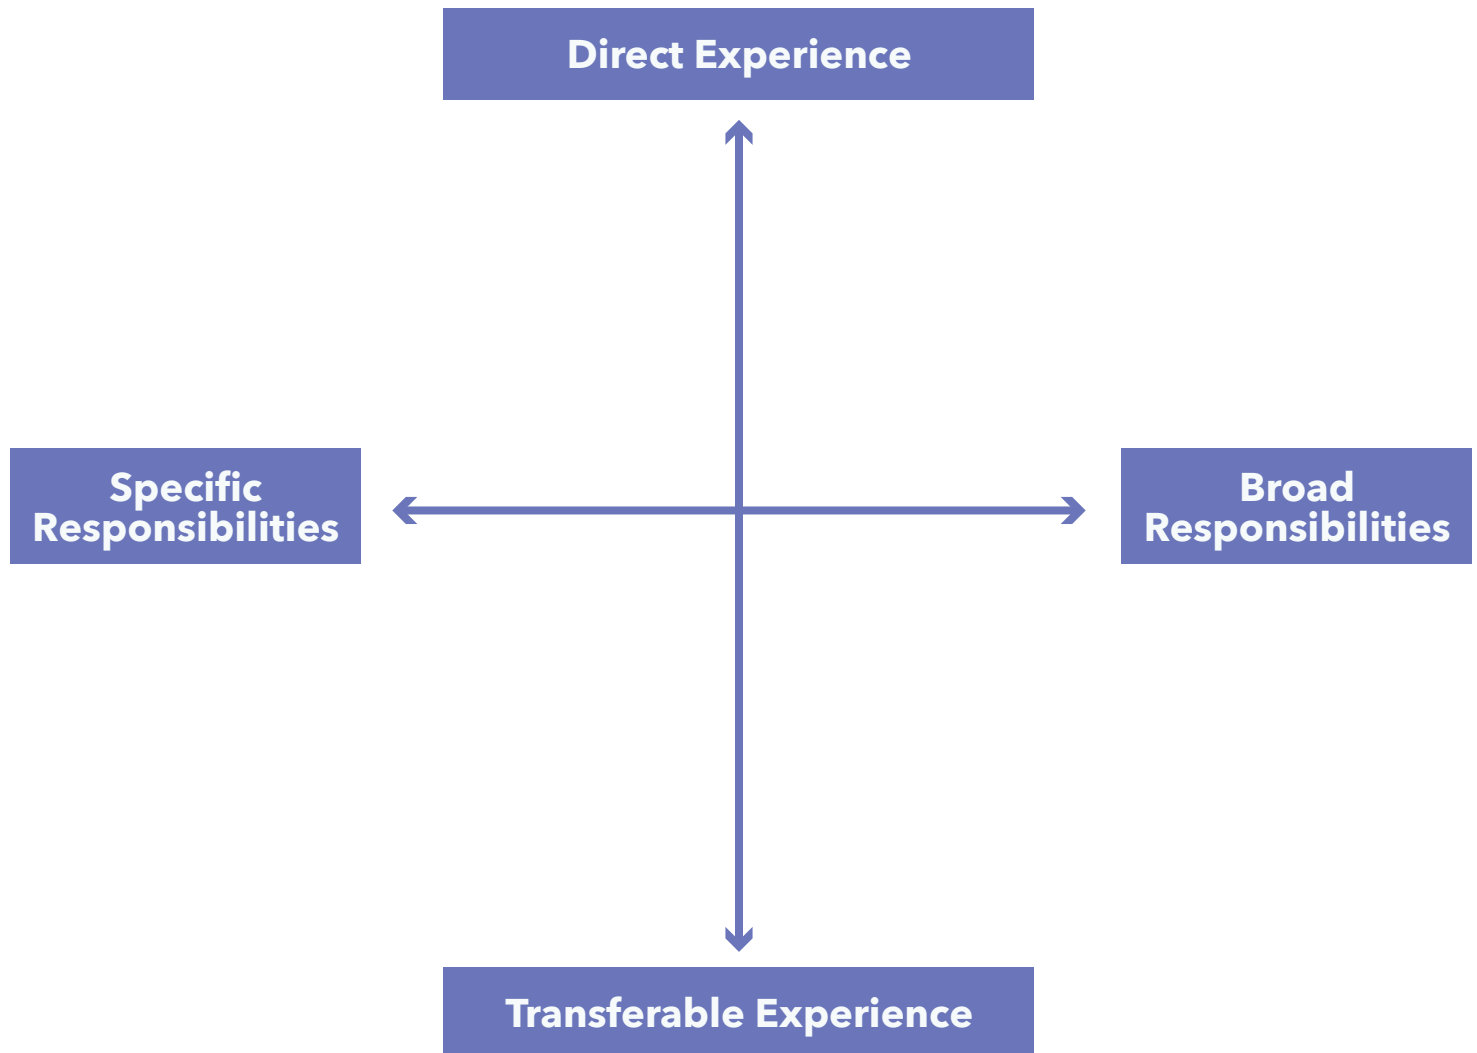 Direct Experience
Specific
Responsibilities
Broad
Responsibilities
Transferable Experience